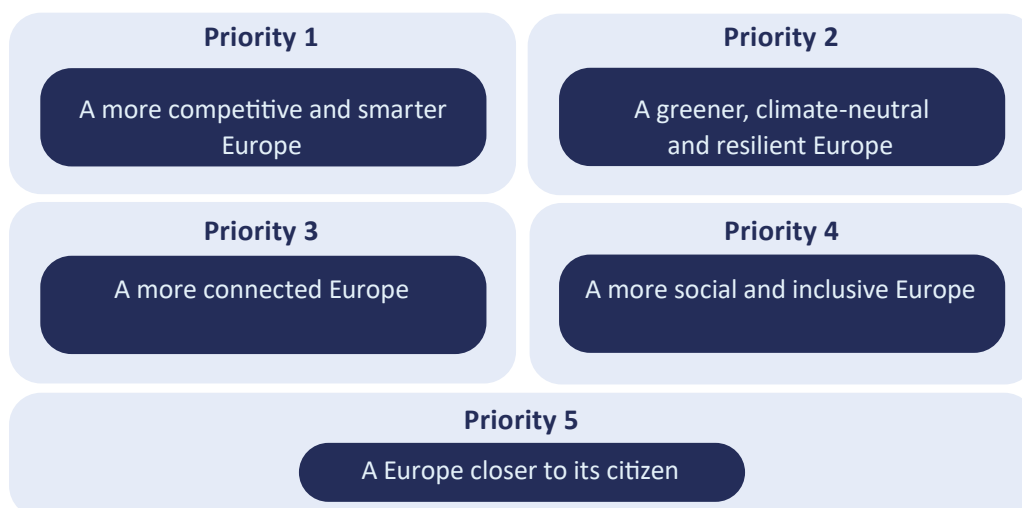 Priority 1
A more competitive and smarter
Europe
Priority 2
A greener, climate-neutral
and resilient Europe
Priority 3
A more connected Europe
Priority 4
A more social and inclusive Europe
Priority 5
A Europe closer to its citizen